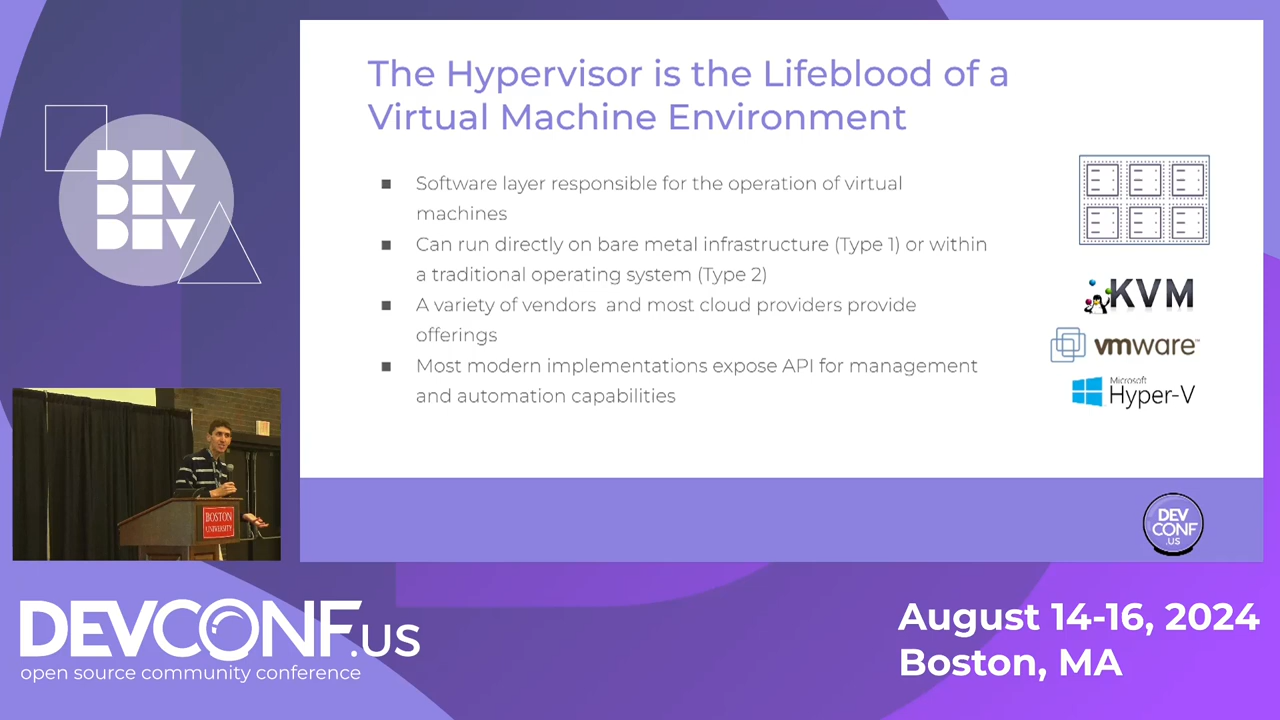 The Hypervisor is the Lifeblood of a
Virtual Machine Environment
■ Software layer responsible for the operation of virtual
machines
■ Can run directly on bare metal infrastructure (Type 1) or within
a traditional operating system (Type 2)
■ A variety of vendors  and most cloud providers provide
offerings
■ Most modern implementations expose API for management
and automation capabilities
KVM
vmware™
Microsoft
Hyper-V
DEV
CONF
.US
DEV
DEV
DEV
BOSTON
UNIVERSITY
DEVCONF.US
open source community conference
August 14-16, 2024
Boston, MA